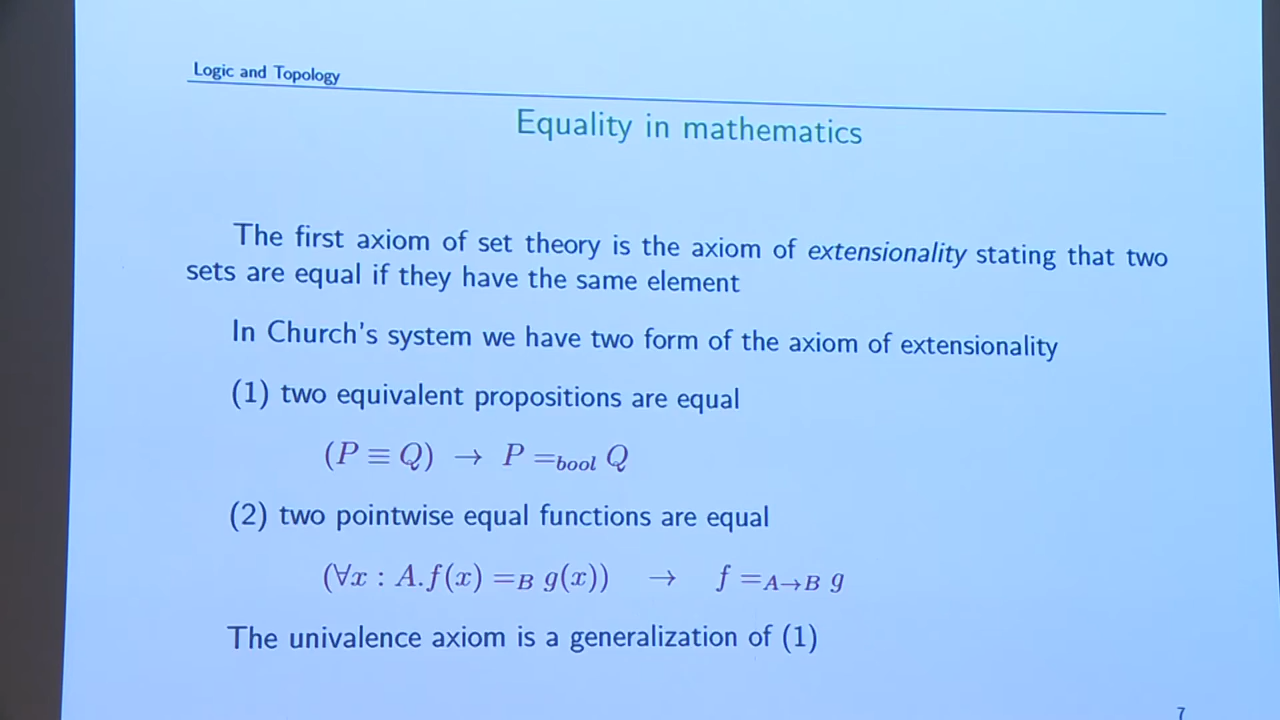 Logic and Topology
Equality in mathematics
The first axiom of set theory is the axiom of extensionality stating that two
sets are equal if they have the same element
In Church's system we have two form of the axiom of extensionality
(1) two equivalent propositions are equal
(P ≡ Q) → P =bool Q
(2) two pointwise equal functions are equal
(∀x : A.f(x) =B g(x)) → f =A→B g
The univalence axiom is a generalization of (1)
7